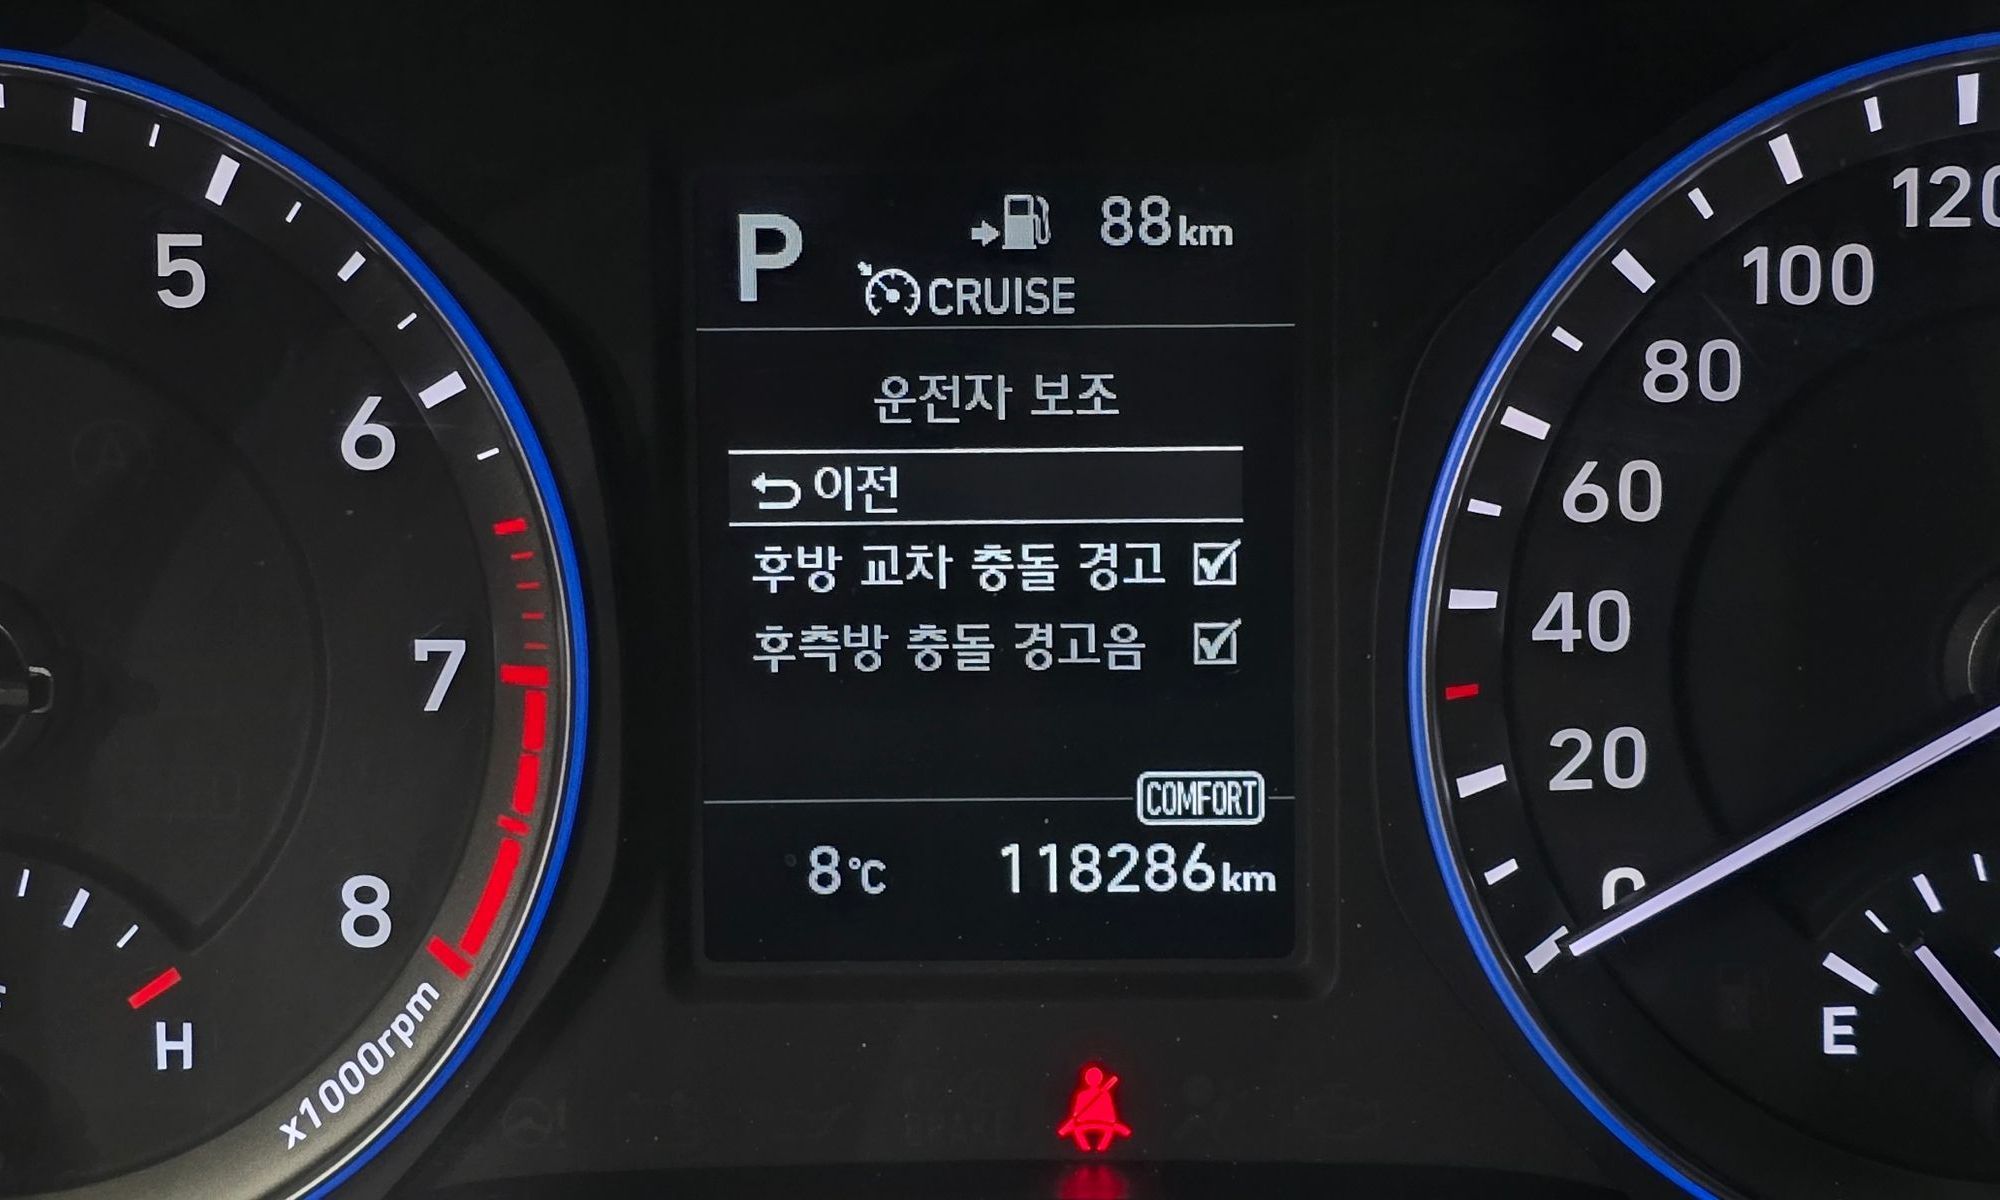 P
88km
CRUISE
운전자 보조
이전
후방 교차 충돌 경고
후측방 충돌 경고음
COMFORT
8℃
118286km
5
6
7
8
x1000rpm
H
120
100
80
60
40
20
0
E